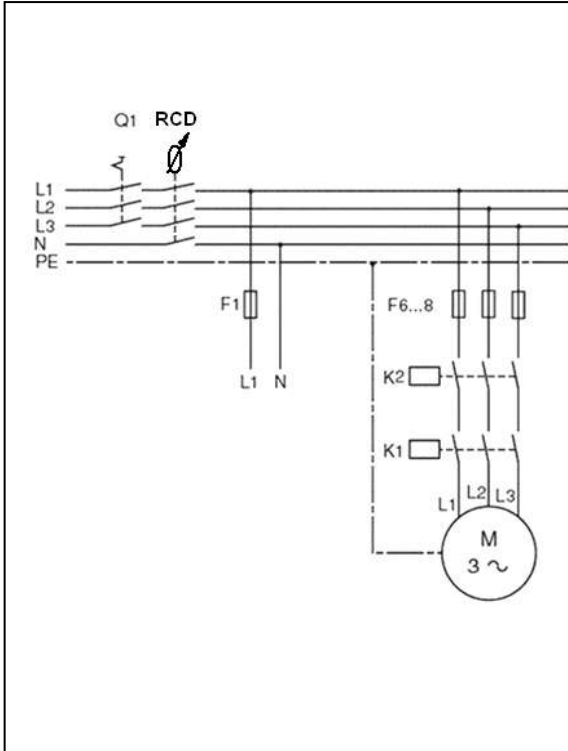 Q1 RCD
L1
L2
L3
N
PE
F1
F6...8
L1 N
K2
K1
L1 L2 L3
M
3 ~